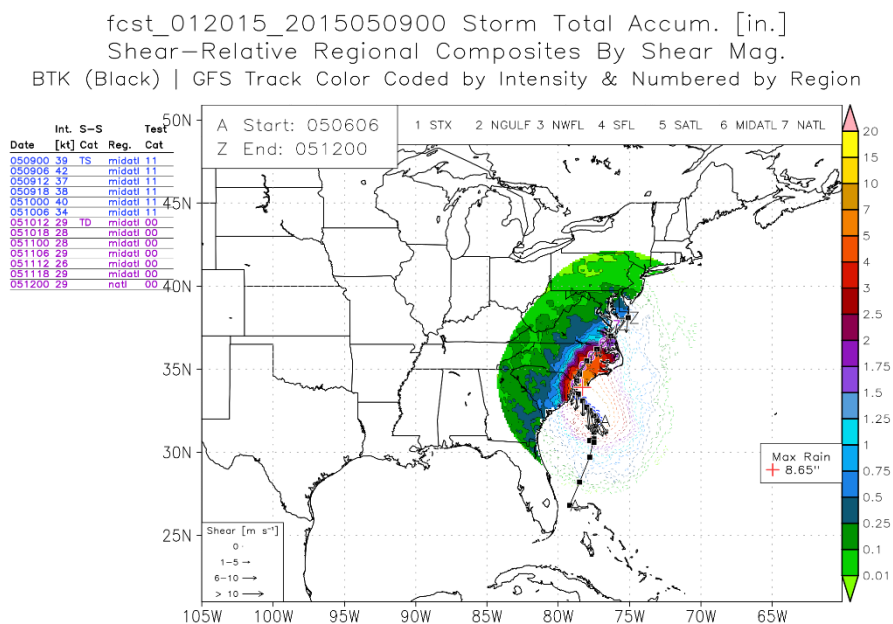 fcst_012015_2015050900 Storm Total Accum. [in.]
Shear-Relative Regional Composites By Shear Mag.
BTK (Black) | GFS Track Color Coded by Intensity & Numbered by Region
Int. S-S Test
Date [kt] Cat Reg. Cat
050900 39 TS midatl 11
050906 42 midatl 11
050912 37 midatl 11
050918 38 midatl 11
051000 40 midatl 11
051006 34 midatl 11
051012 29 TD midatl 00
051018 28 midatl 00
051100 28 midatl 00
051106 29 midatl 00
051112 26 midatl 00
051118 29 midatl 00
051200 29 natl 00
A Start: 050606
Z End: 051200
1 STX 2 NGULF 3 NWFL 4 SFL 5 SATL 6 MIDATL 7 NATL
50N
45N
40N
35N
30N
25N
A
Z
A
Max Rain
+ 8.65"
Shear [m s⁻¹]
0
1-5
6-10
> 10
105W 100W 95W 90W 85W 80W 75W 70W 65W
20
15
10
7
5
4
3
2.5
2
1.75
1.5
1.25
1
0.75
0.5
0.25
0.1
0.01